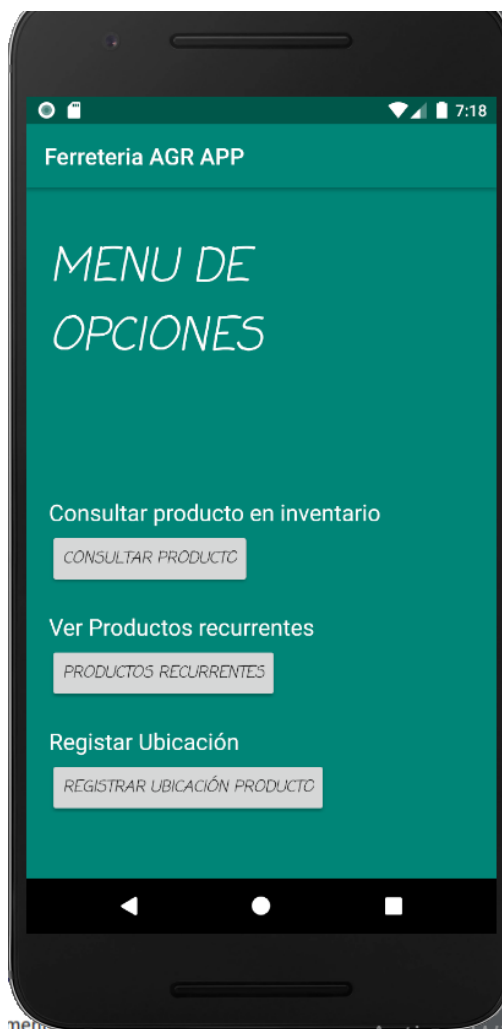 7:18
Ferreteria AGR APP
MENU DE
OPCIONES
Consultar producto en inventario
CONSULTAR PRODUCTO
Ver Productos recurrentes
PRODUCTOS RECURRENTES
Registar Ubicación
REGISTRAR UBICACIÓN PRODUCTO